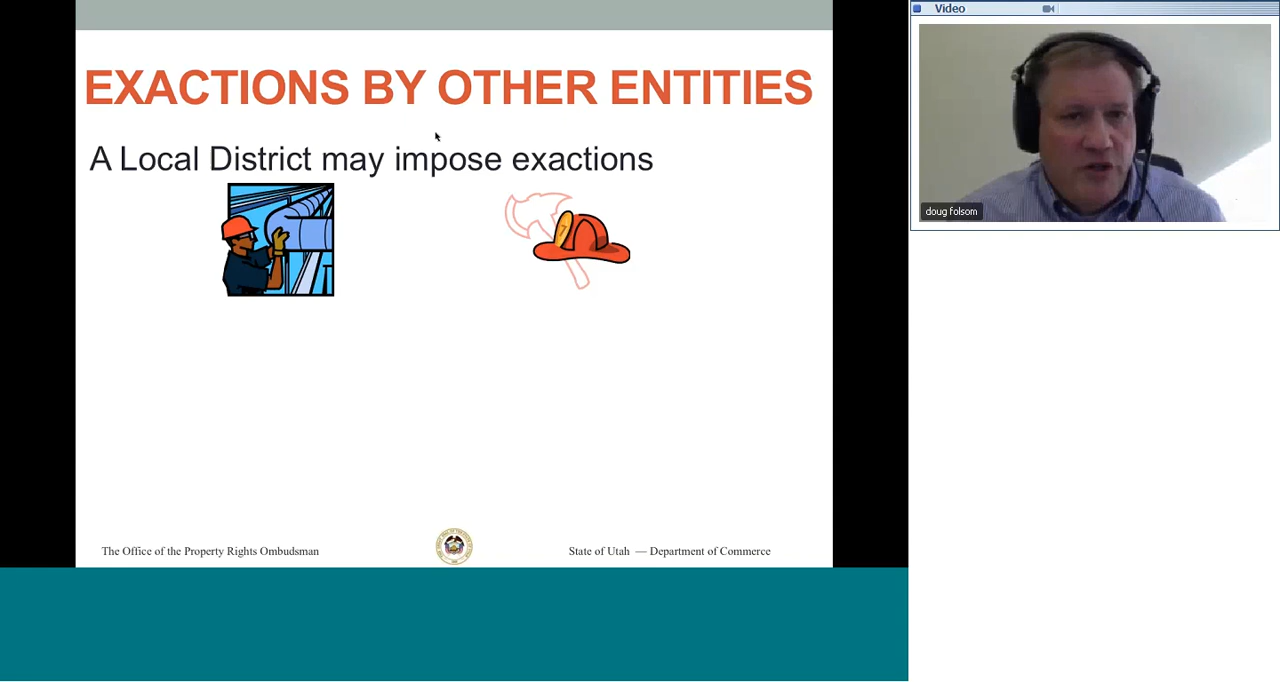 Video
EXACTIONS BY OTHER ENTITIES
A Local District may impose exactions
doug folsom
The Office of the Property Rights Ombudsman
State of Utah — Department of Commerce